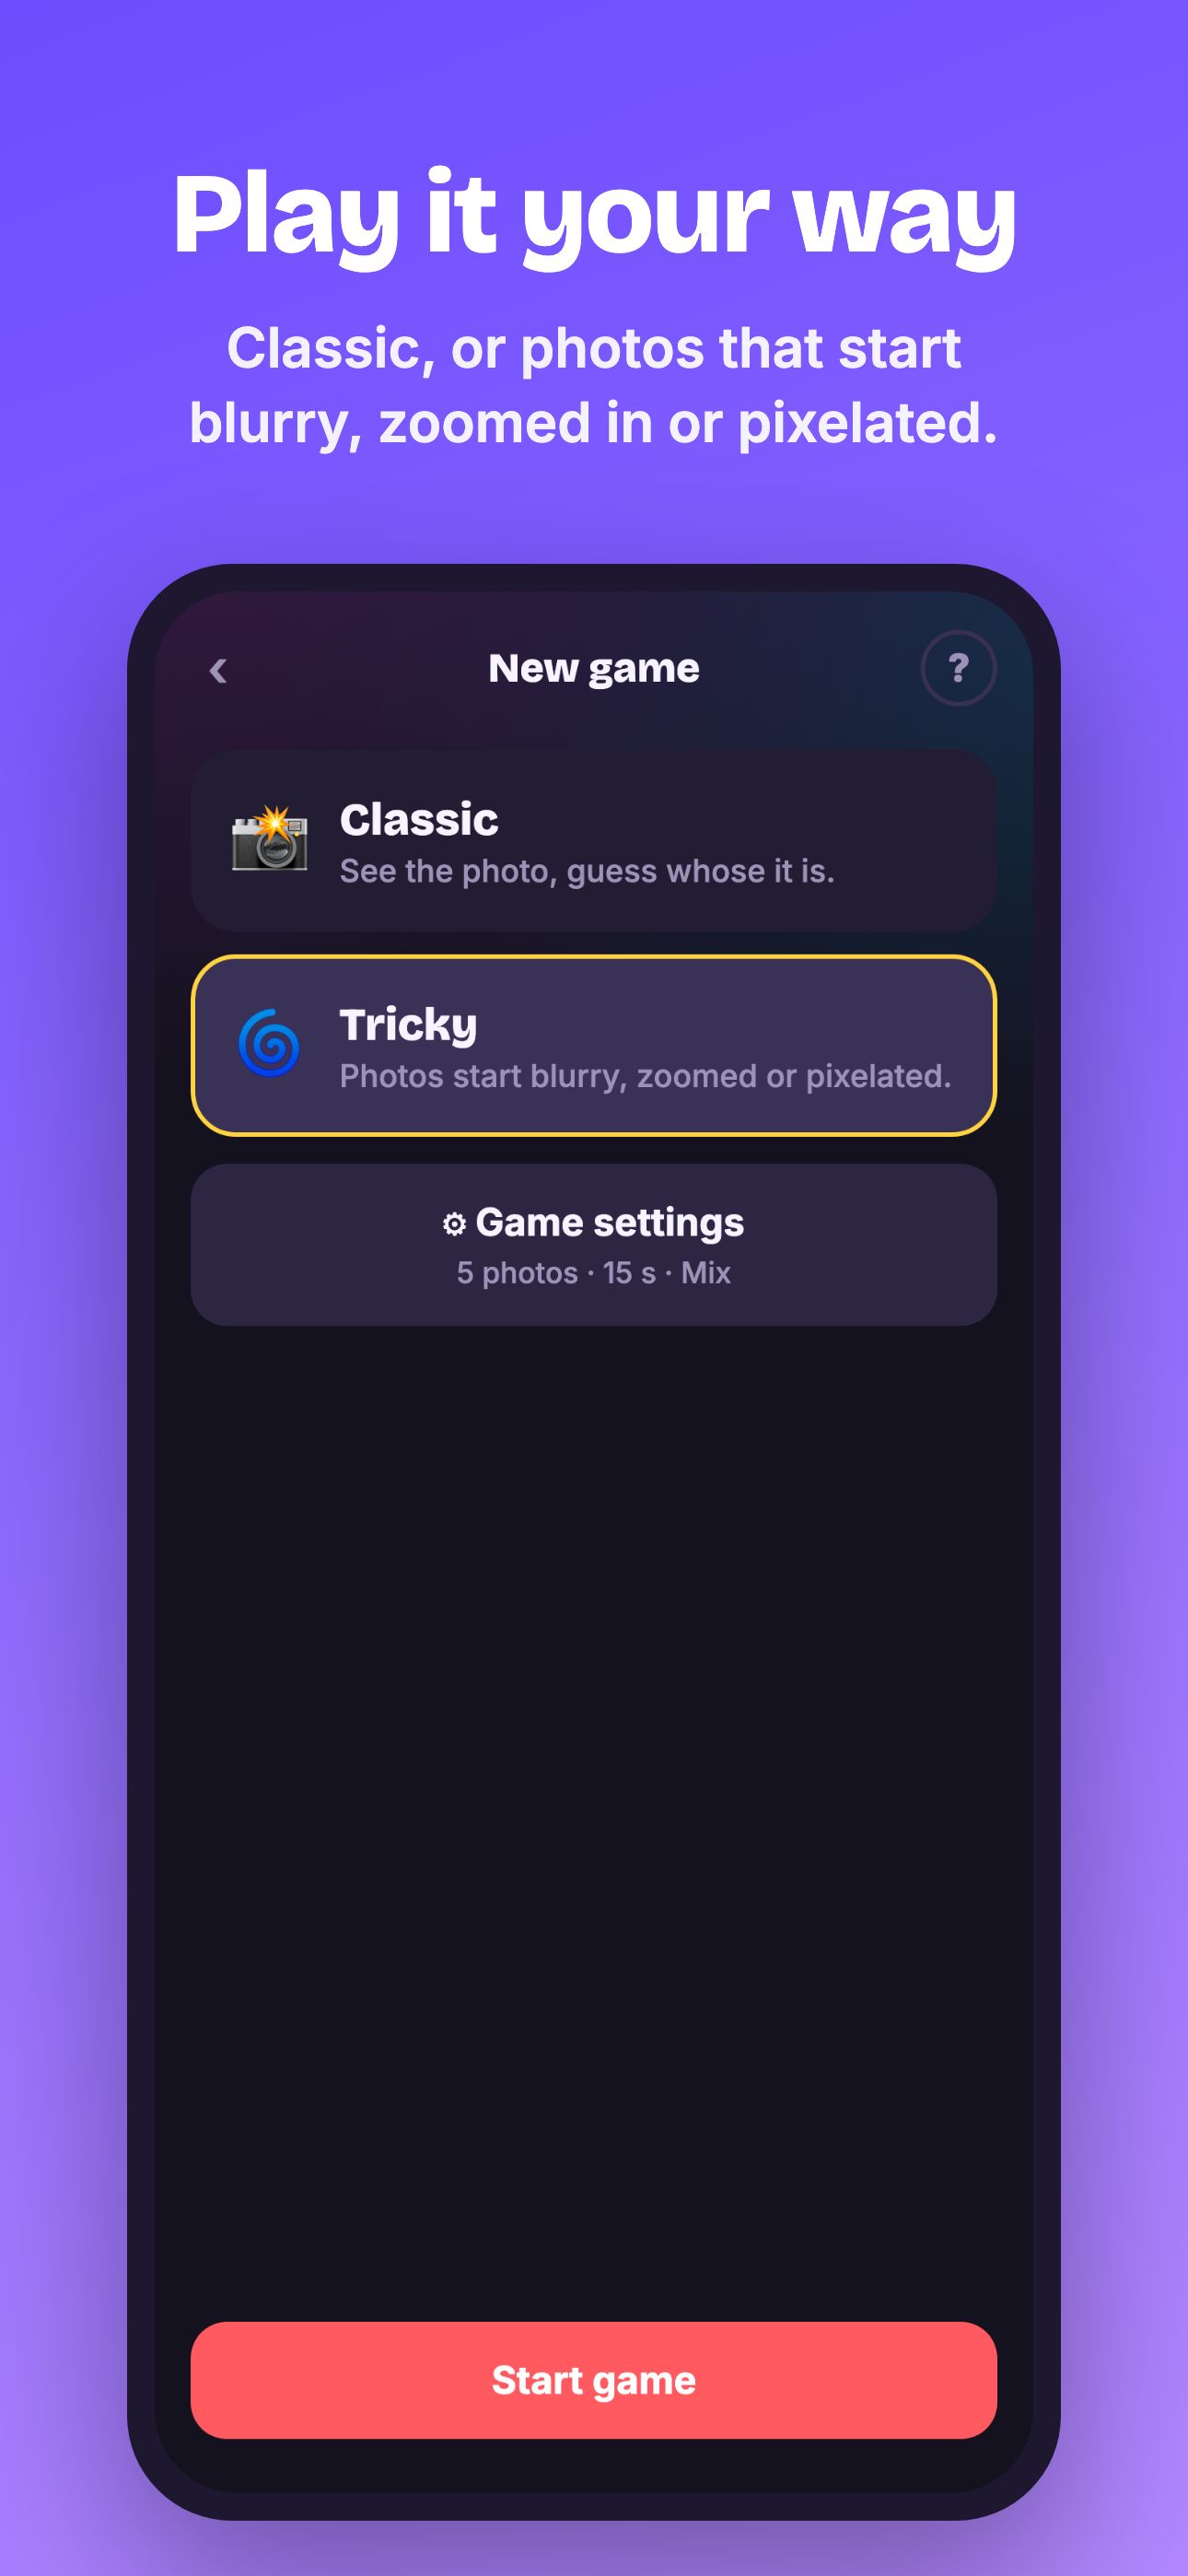 Play it your way
Classic, or photos that start
blurry, zoomed in or pixelated.
‹
New game
?
Classic
See the photo, guess whose it is.
Tricky
Photos start blurry, zoomed or pixelated.
⚙ Game settings
5 photos · 15 s · Mix
Start game